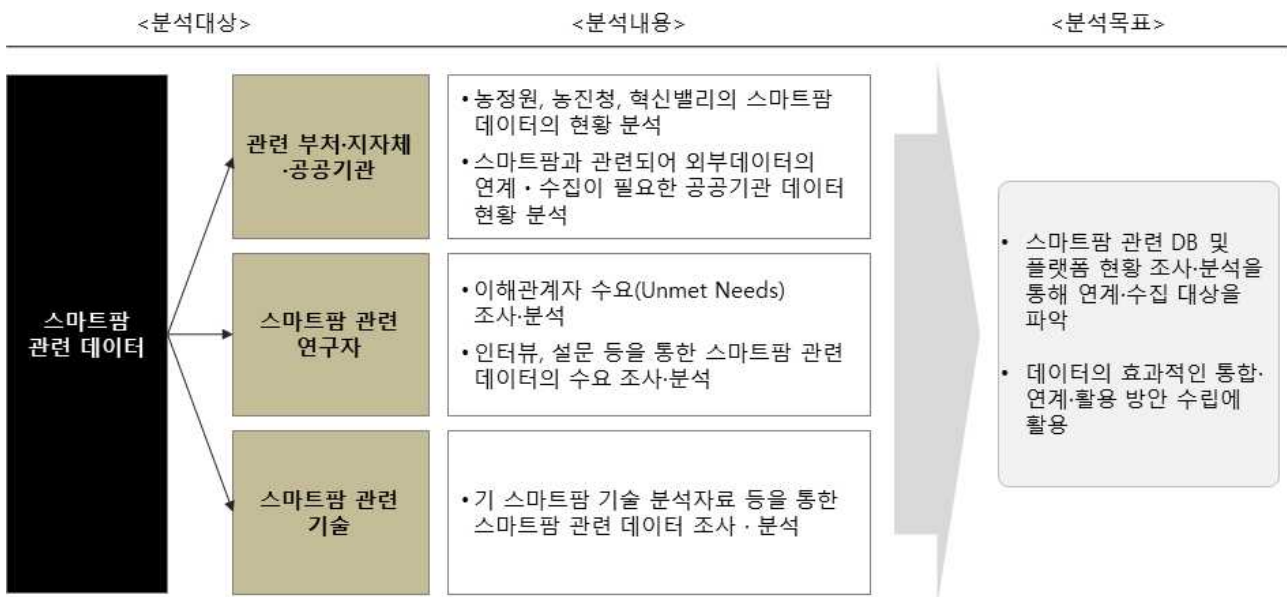 <분석대상>
<분석내용>
<분석목표>
스마트팜
관련 데이터
관련 부처·지자체
·공공기관
• 농정원, 농진청, 혁신밸리의 스마트팜
데이터의 현황 분석
• 스마트팜과 관련되어 외부데이터의
연계・수집이 필요한 공공기관 데이터
현황 분석
스마트팜 관련
연구자
• 이해관계자 수요(Unmet Needs)
조사·분석
• 인터뷰, 설문 등을 통한 스마트팜 관련
데이터의 수요 조사·분석
스마트팜 관련
기술
• 기 스마트팜 기술 분석자료 등을 통한
스마트팜 관련 데이터 조사・분석
• 스마트팜 관련 DB 및
플랫폼 현황 조사·분석을
통해 연계·수집 대상을
파악
• 데이터의 효과적인 통합·
연계·활용 방안 수립에
활용